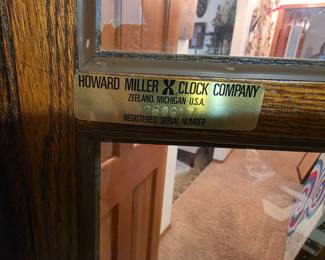 HOWARD MILLER CLOCK COMPANY
ZEELAND, MICHIGAN U.S.A.
REGISTERED SERIAL NUMBER